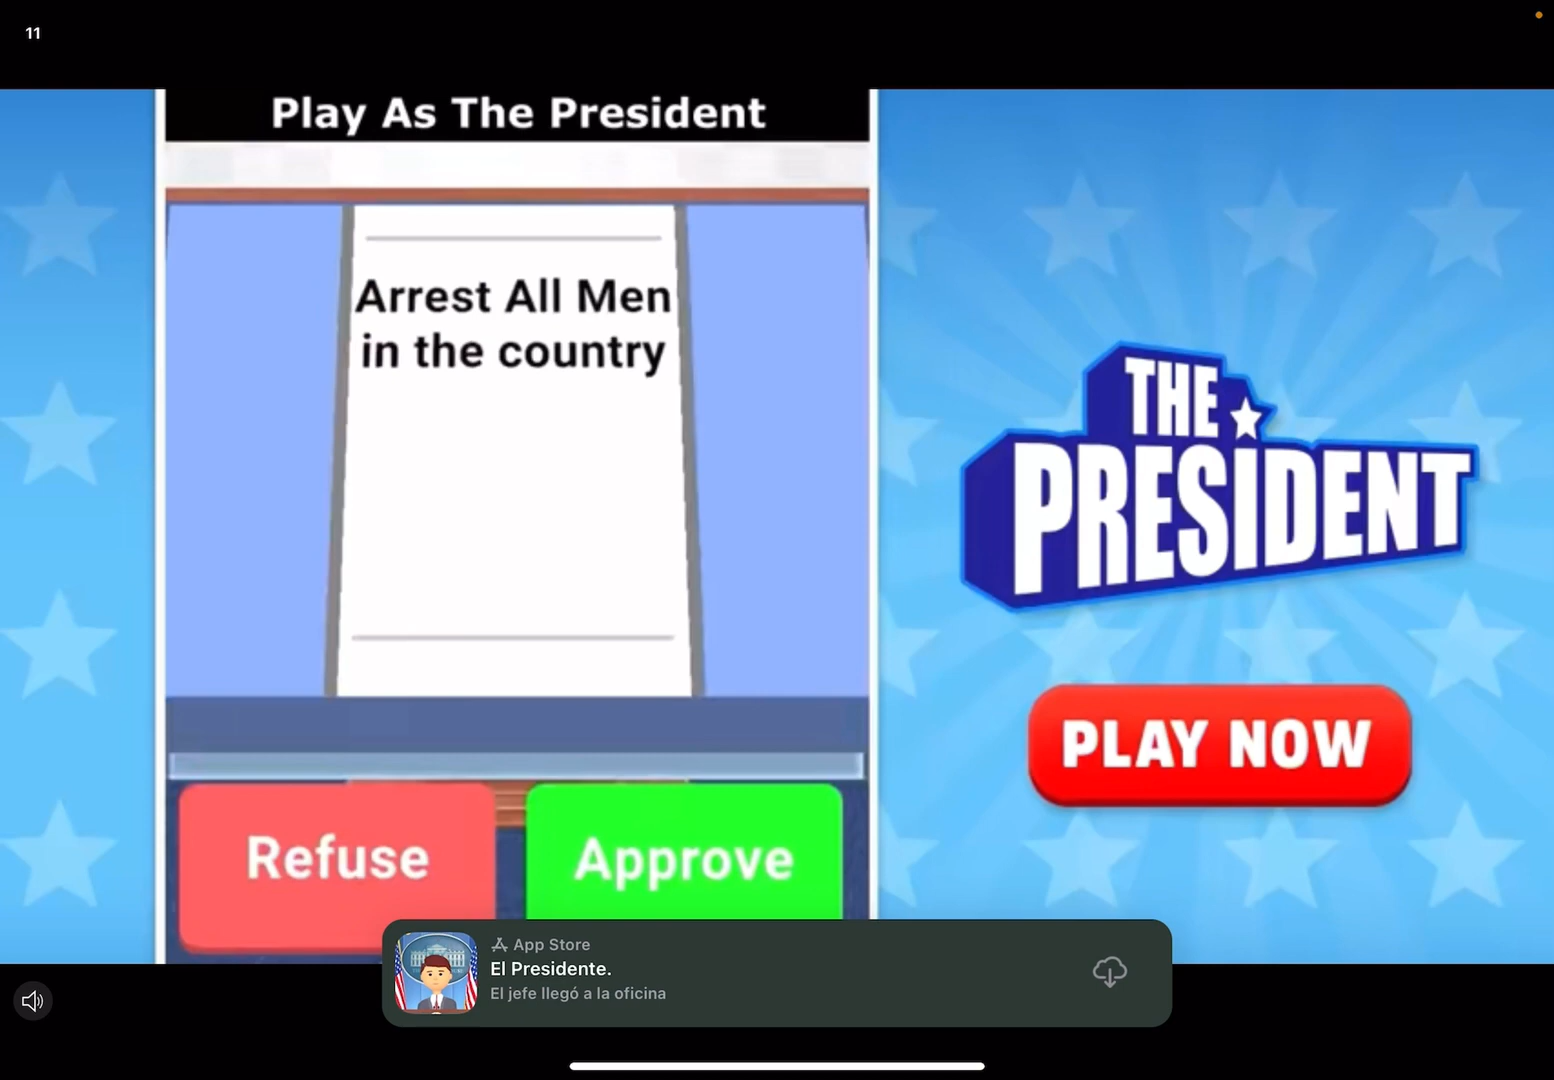 11
Play As The President
Arrest All Men
in the country
THE
PRESIDENT
PLAY NOW
Refuse
Approve
App Store
El Presidente.
El jefe llegó a la oficina